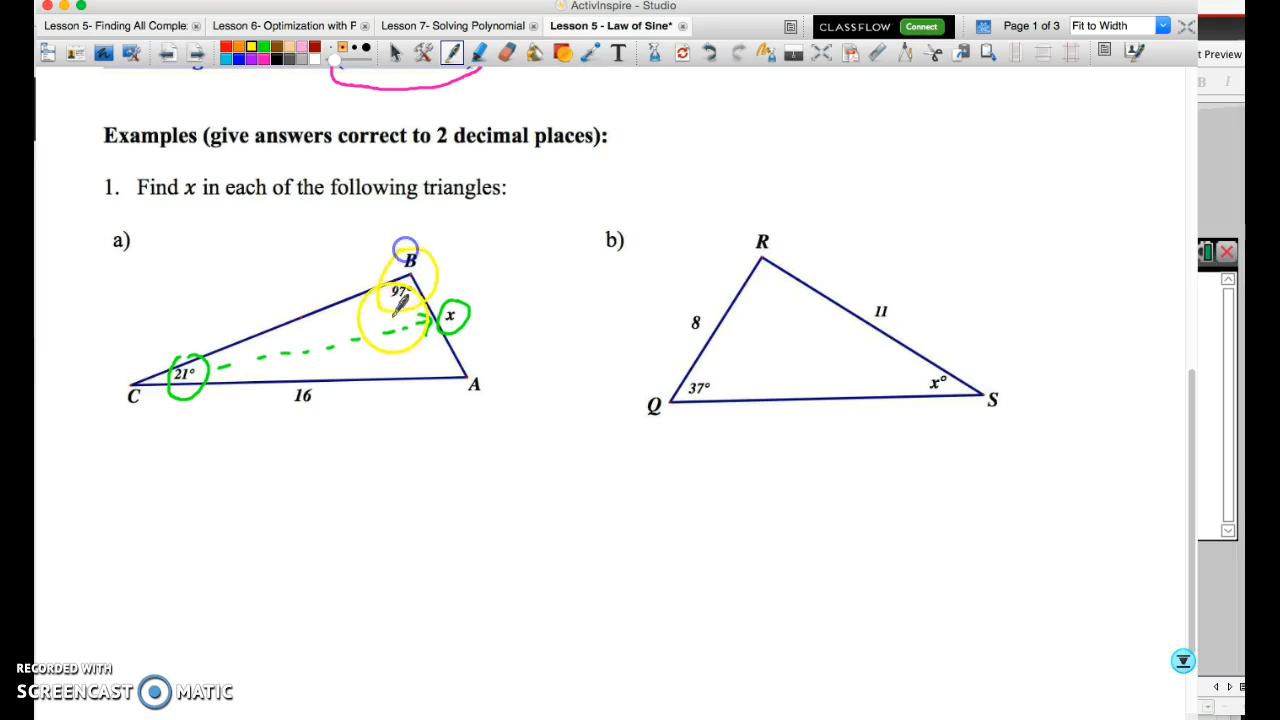 ActivInspire - Studio
Lesson 5- Finding All Comple:
Lesson 6- Optimization with F
Lesson 7- Solving Polynomial
Lesson 5 - Law of Sine*
CLASSFLOW
Connect
Page 1 of 3
Fit to Width
t Preview
B I
T
Examples (give answers correct to 2 decimal places):
1. Find x in each of the following triangles:
a)
B
97°
x
21°
C
16
A
b)
R
8
11
37°
x°
Q
S
RECORDED WITH
SCREENCAST MATIC